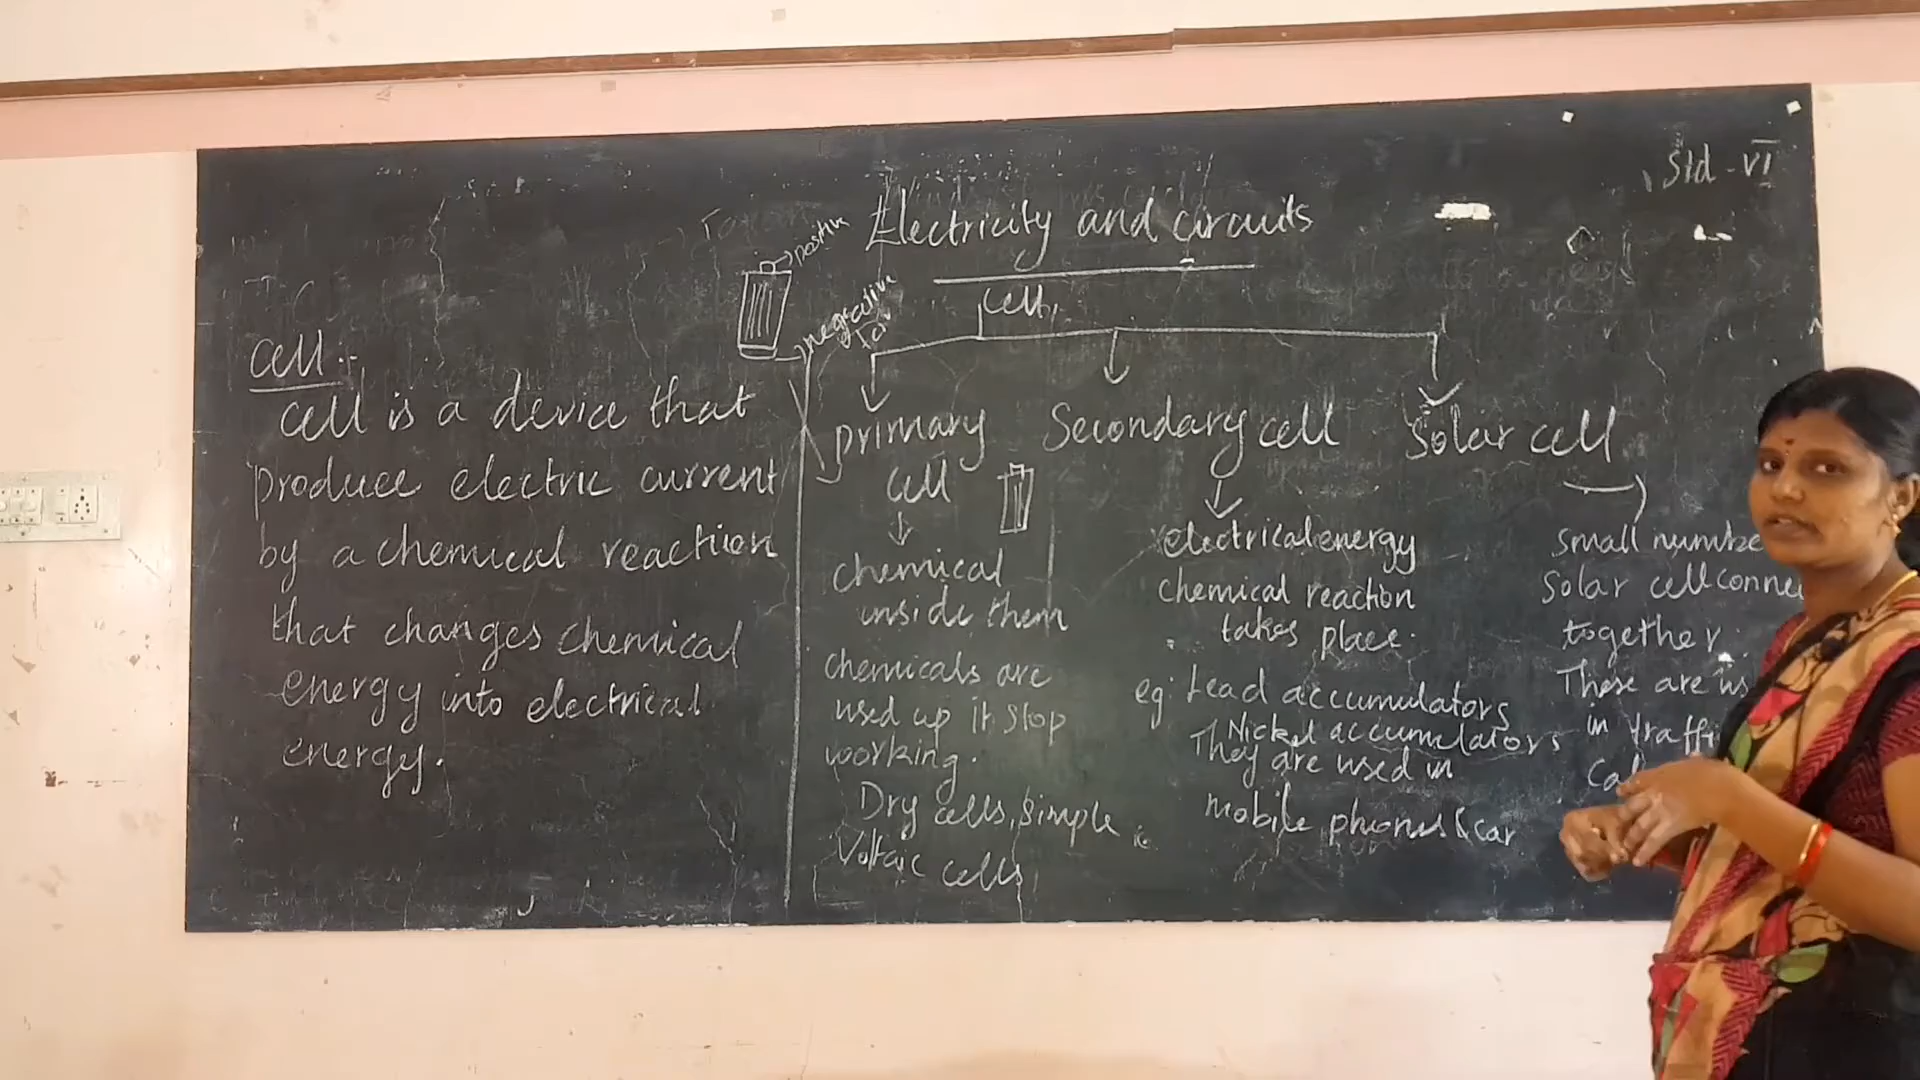 Std - VI
Electricity and circuits
positive
negative
cell
cell :-
cell is a device that
produce electric current
by a chemical reaction
that changes chemical
energy into electrical
energy.
primary
cell
chemical
inside them
chemicals are
used up it stop
working.
Dry cells, simple
Voltaic cells
Secondary cell
electrical energy
chemical reaction
takes place.
eg: Lead accumulators
Nickel accumulators
They are used in
mobile phones & car
Solar cell
small numbe
Solar cell conne
together.
These are us
in traffi
Cal